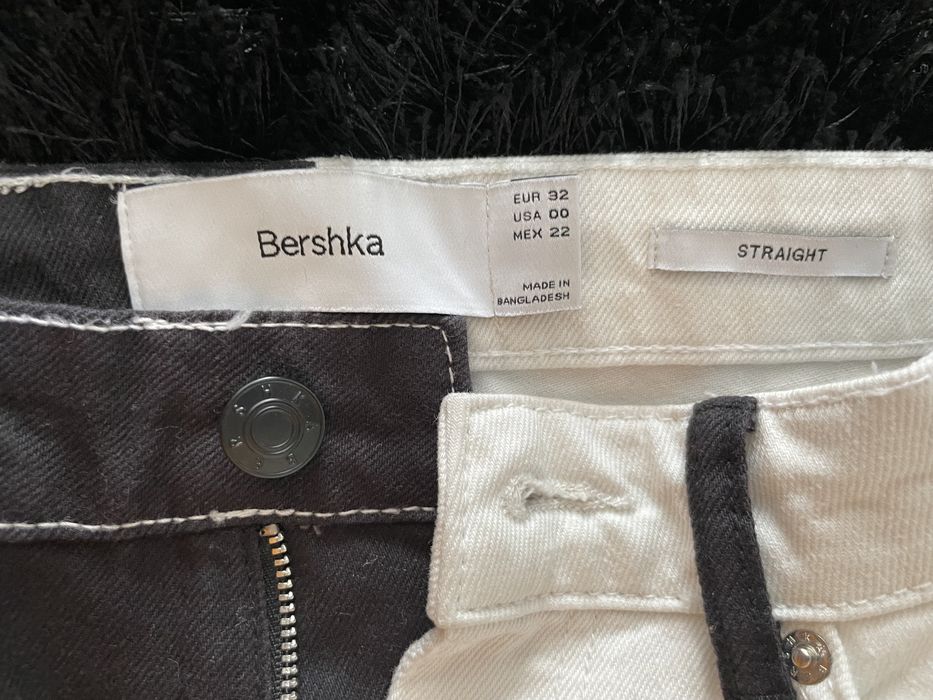 Bershka
EUR 32
USA 00
MEX 22
MADE IN
BANGLADESH
STRAIGHT